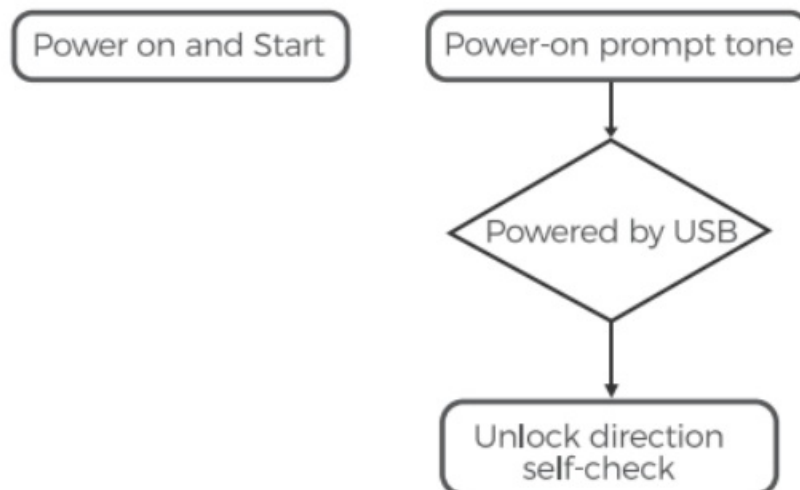 Power on and Start
Power-on prompt tone
Powered by USB
Unlock direction
self-check